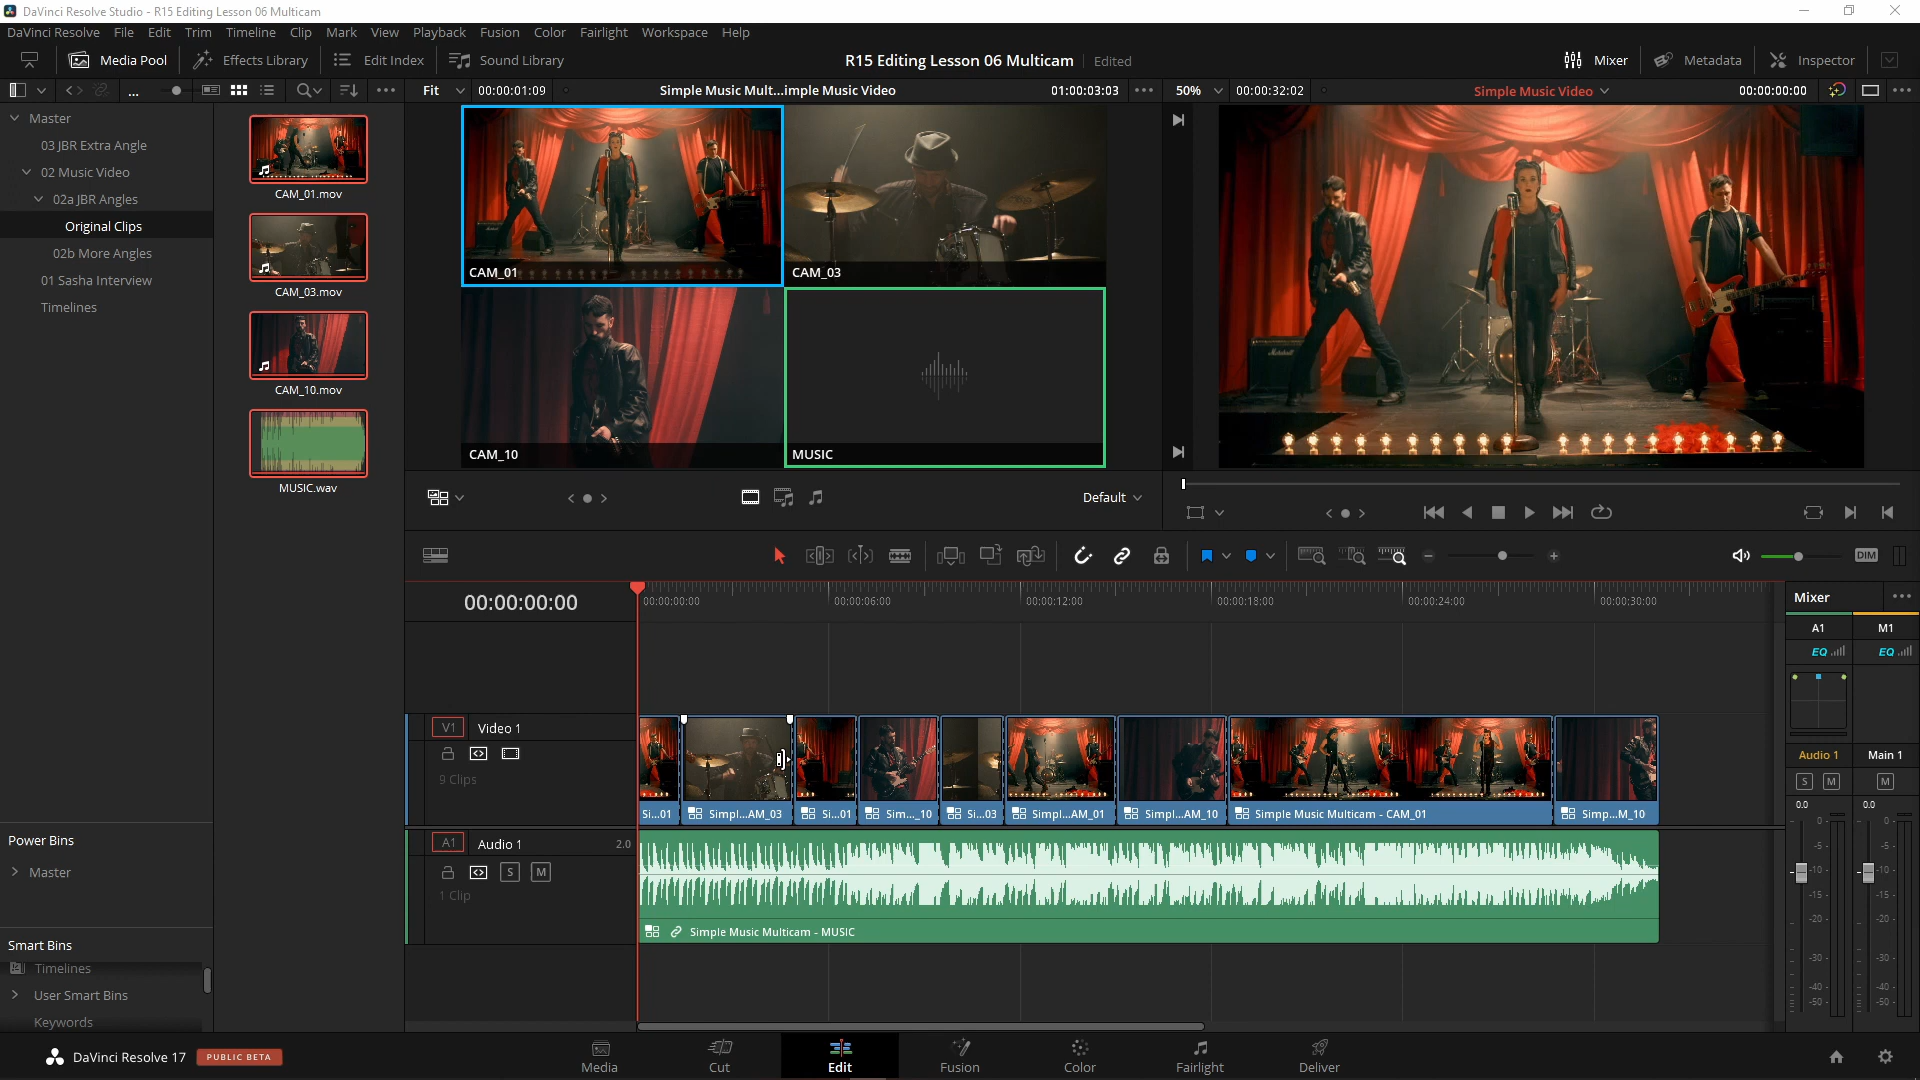 DaVinci Resolve Studio - R15 Editing Lesson 06 Multicam
DaVinci Resolve File Edit Trim Timeline Clip Mark View Playback Fusion Color Fairlight Workspace Help
Media Pool Effects Library Edit Index Sound Library R15 Editing Lesson 06 Multicam Edited Mixer Metadata Inspector
... Fit 00:00:01:09 Simple Music Mult...imple Music Video 01:00:03:03 50% 00:00:32:02 Simple Music Video 00:00:00:00
Master
03 JBR Extra Angle
02 Music Video
02a JBR Angles
Original Clips
02b More Angles
01 Sasha Interview
Timelines
CAM_01.mov
CAM_03.mov
CAM_10.mov
MUSIC.wav
CAM_01 CAM_03
CAM_10 MUSIC
Marshall
Default
DIM
00:00:00:00 00:00:00:00 00:00:06:00 00:00:12:00 00:00:18:00 00:00:24:00 00:00:30:00
V1 Video 1
9 Clips
Si...01 Simpl...AM_03 Si...01 Sim..._10 Si...03 Simpl...AM_01 Simpl...AM_10 Simple Music Multicam - CAM_01 Simp...M_10
A1 Audio 1 2.0
S M
1 Clip
Simple Music Multicam - MUSIC
Mixer
A1 M1
EQ EQ
Audio 1 Main 1
S M M
0.0 0.0
0 0
-5 -5
-10 -10
-15 -15
-20 -20
-30 -30
-40 -40
-50 -50
Power Bins
Master
Smart Bins
Timelines
User Smart Bins
Keywords
DaVinci Resolve 17 PUBLIC BETA
Media Cut Edit Fusion Color Fairlight Deliver